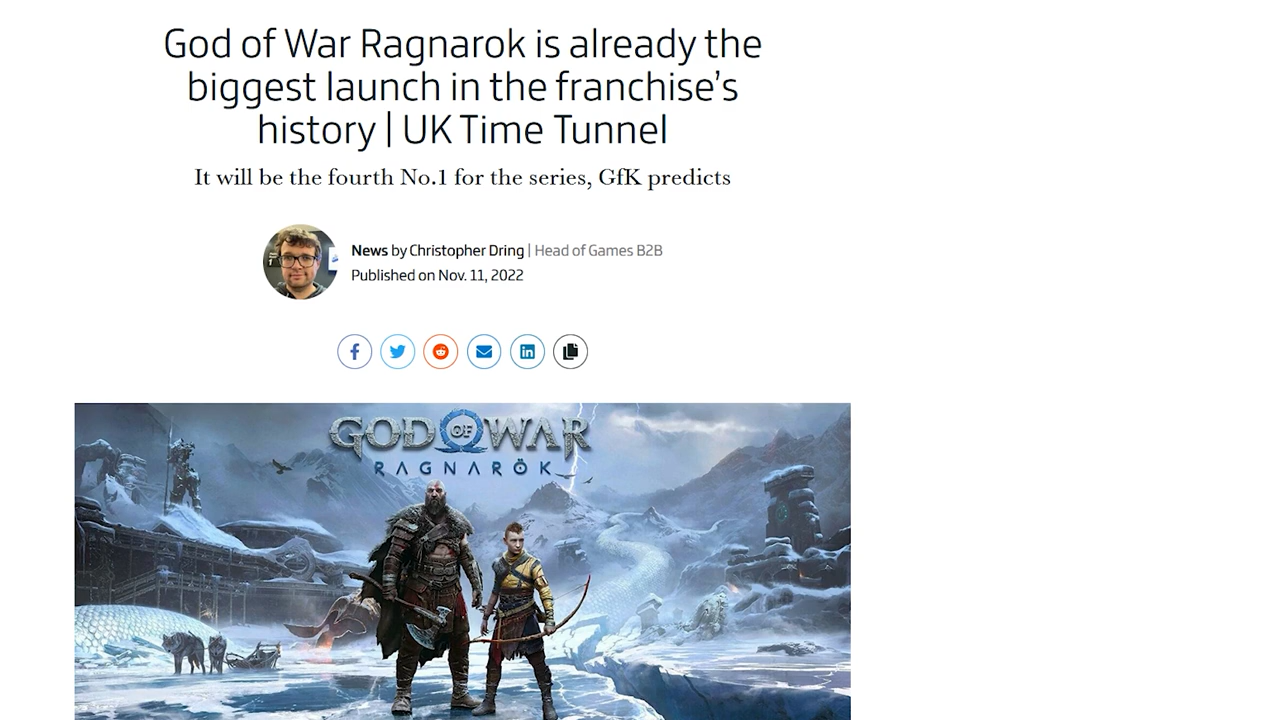 God of War Ragnarok is already the
biggest launch in the franchise's
history | UK Time Tunnel
It will be the fourth No.1 for the series, GfK predicts
News by Christopher Dring | Head of Games B2B
Published on Nov. 11, 2022
GOD OF WAR
RAGNARÖK